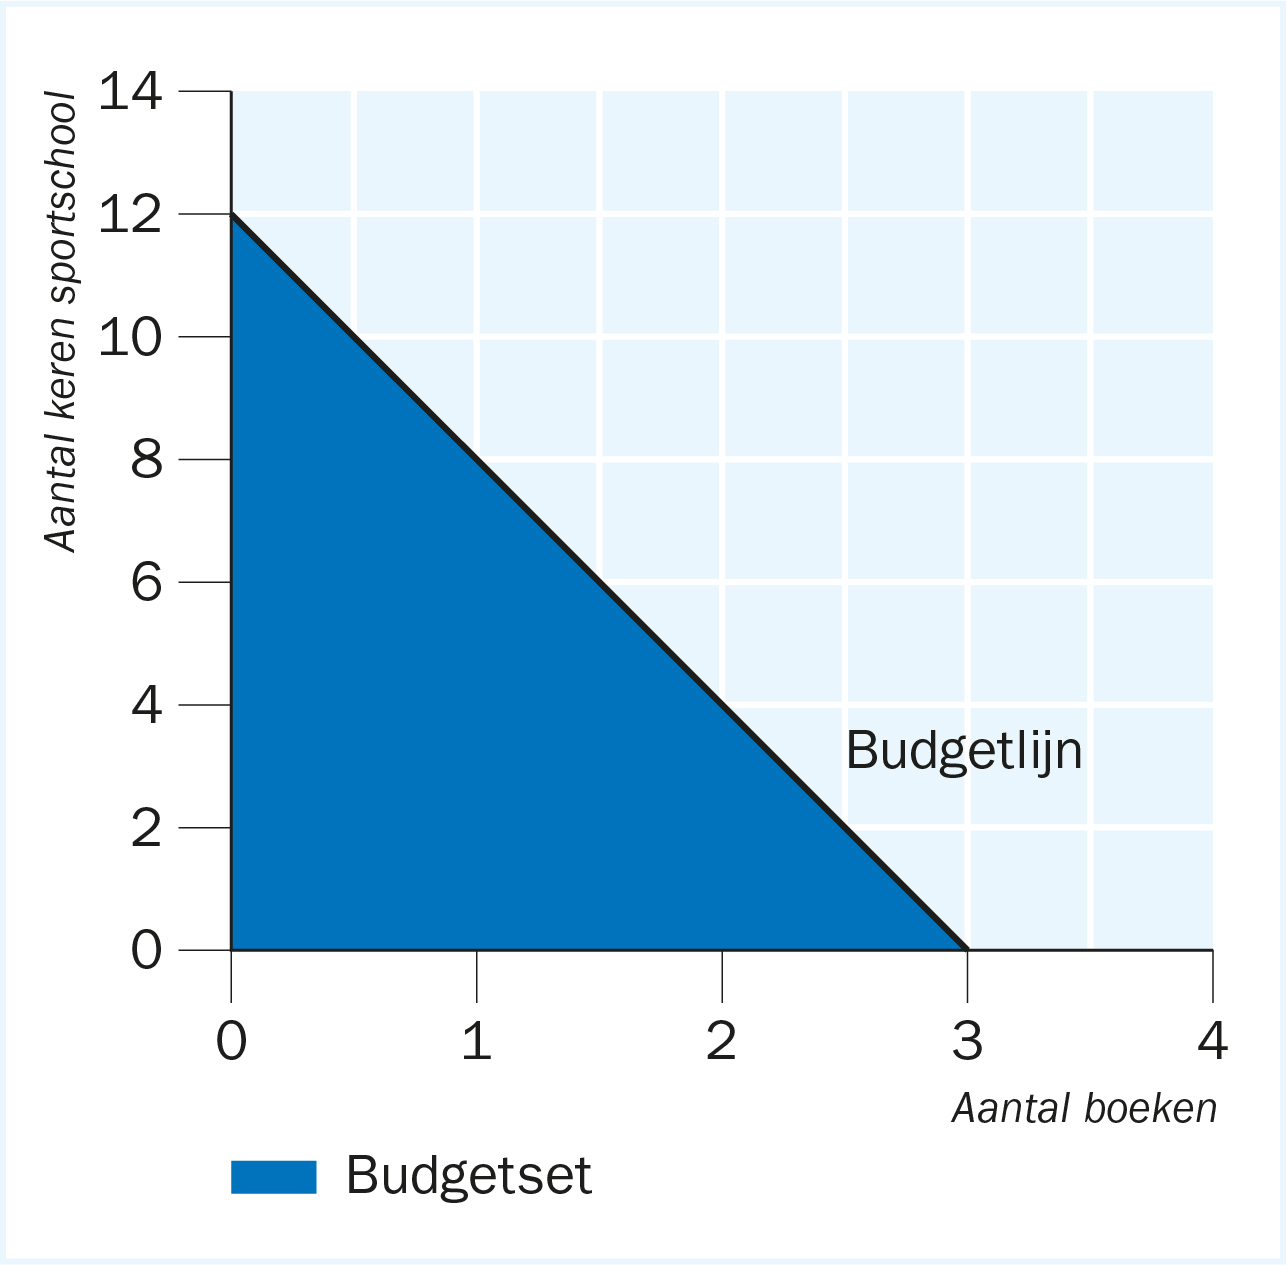 Aantal keren sportschool
14
12
10
8
6
4
2
0
0 1 2 3 4
Budgetlijn
Aantal boeken
Budgetset